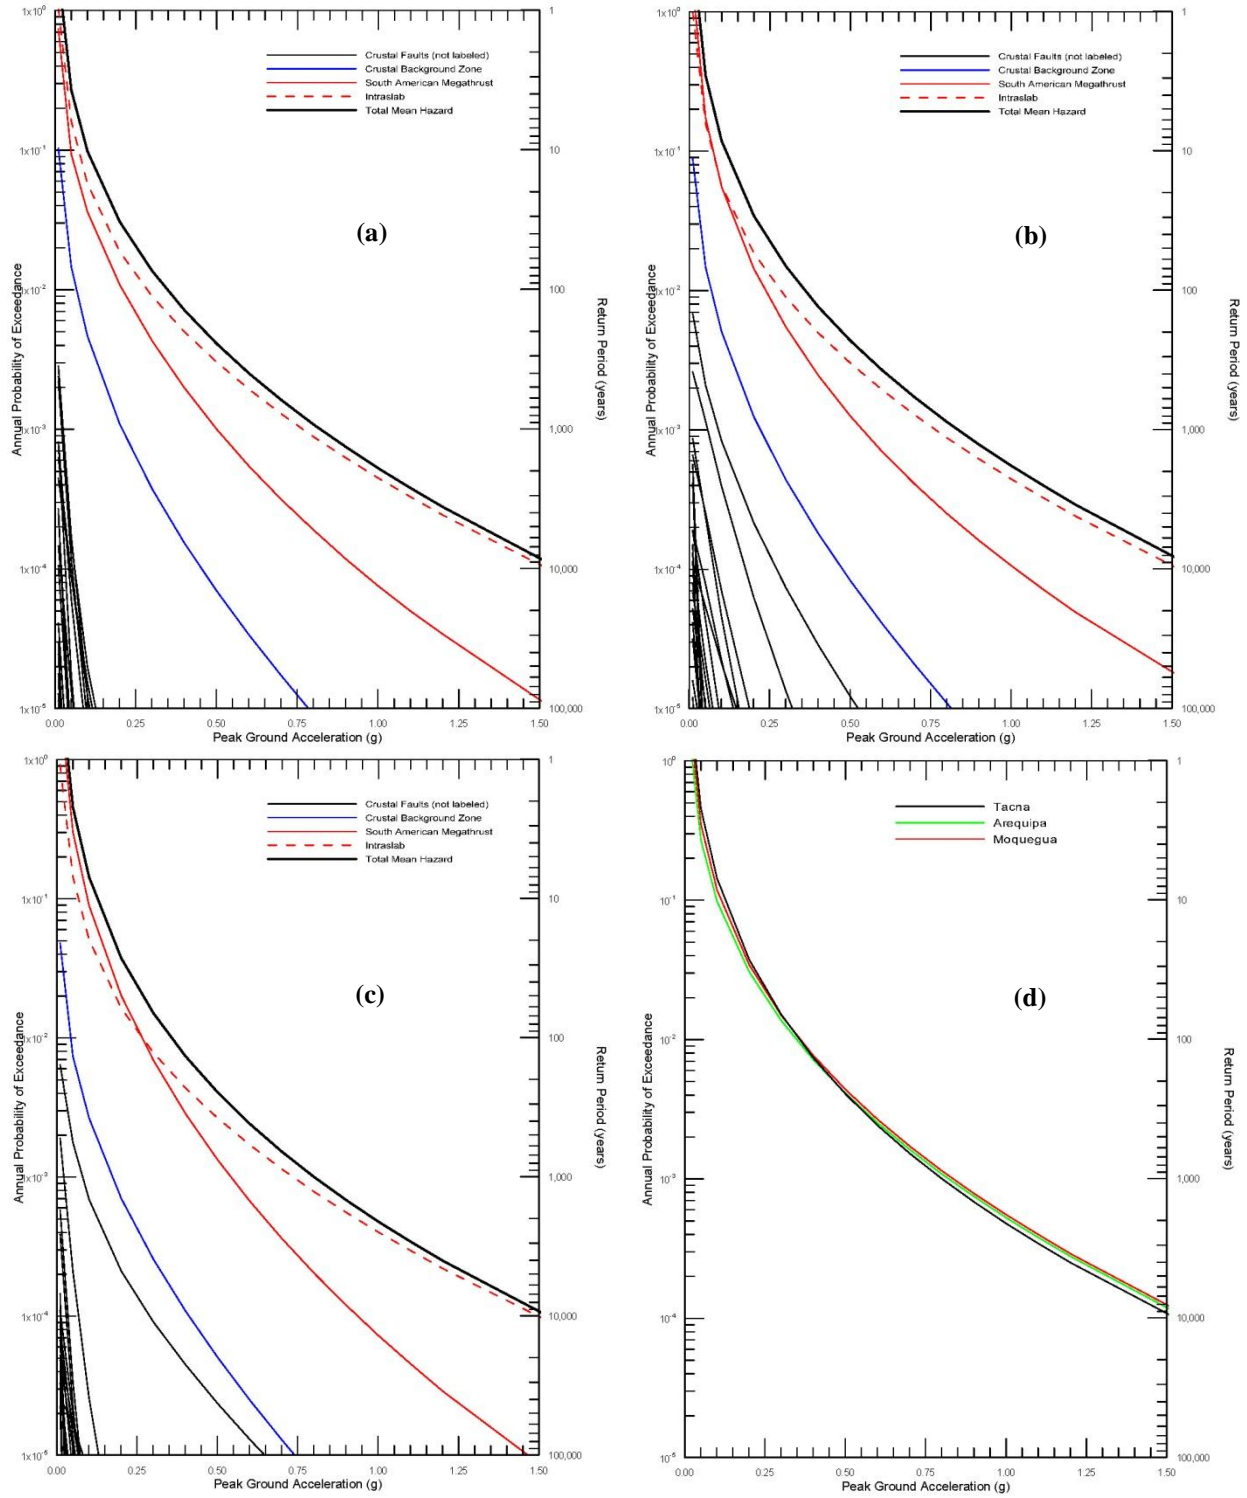 1x10⁰
1x10⁻¹
1x10⁻²
1x10⁻³
1x10⁻⁴
1x10⁻⁵
Annual Probability of Exceedance
Crustal Faults (not labeled)
Crustal Background Zone
South American Megathrust
Intraslab
Total Mean Hazard
(a)
1
10
100
1,000
10,000
100,000
Return Period (years)
0.00 0.25 0.50 0.75 1.00 1.25 1.50
Peak Ground Acceleration (g)
1x10⁰
1x10⁻¹
1x10⁻²
1x10⁻³
1x10⁻⁴
1x10⁻⁵
Annual Probability of Exceedance
Crustal Faults (not labeled)
Crustal Background Zone
South American Megathrust
Intraslab
Total Mean Hazard
(b)
1
10
100
1,000
10,000
100,000
Return Period (years)
0.00 0.25 0.50 0.75 1.00 1.25 1.50
Peak Ground Acceleration (g)
1x10⁰
1x10⁻¹
1x10⁻²
1x10⁻³
1x10⁻⁴
1x10⁻⁵
Annual Probability of Exceedance
Crustal Faults (not labeled)
Crustal Background Zone
South American Megathrust
Intraslab
Total Mean Hazard
(c)
1
10
100
1,000
10,000
100,000
Return Period (years)
0.00 0.25 0.50 0.75 1.00 1.25 1.50
Peak Ground Acceleration (g)
10⁰
10⁻¹
10⁻²
10⁻³
10⁻⁴
10⁻⁵
Annual Probability of Exceedance
Tacna
Arequipa
Moquegua
(d)
1
10
100
1,000
10,000
100,000
Return Period (years)
0.00 0.25 0.50 0.75 1.00 1.25 1.50
Peak Ground Acceleration (g)